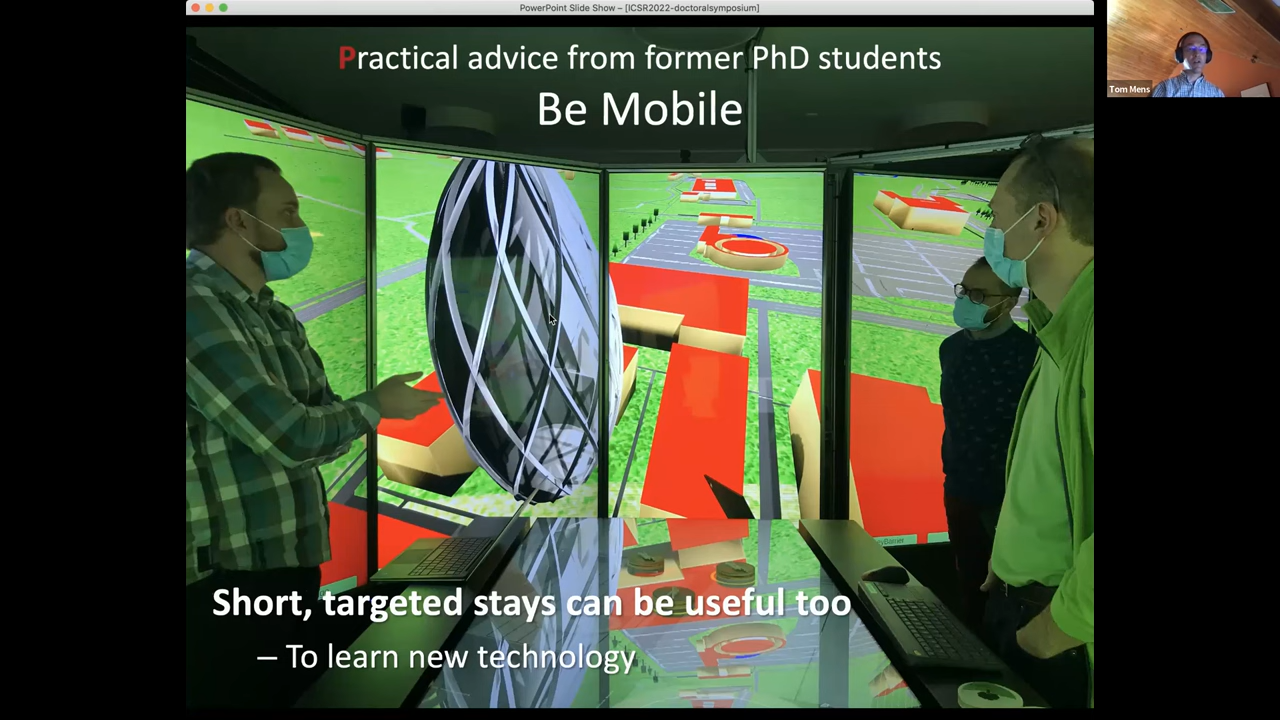 PowerPoint Slide Show – [ICSR2022-doctoralsymposium]
Practical advice from former PhD students
Be Mobile
Tom Mens
Short, targeted stays can be useful too
– To learn new technology